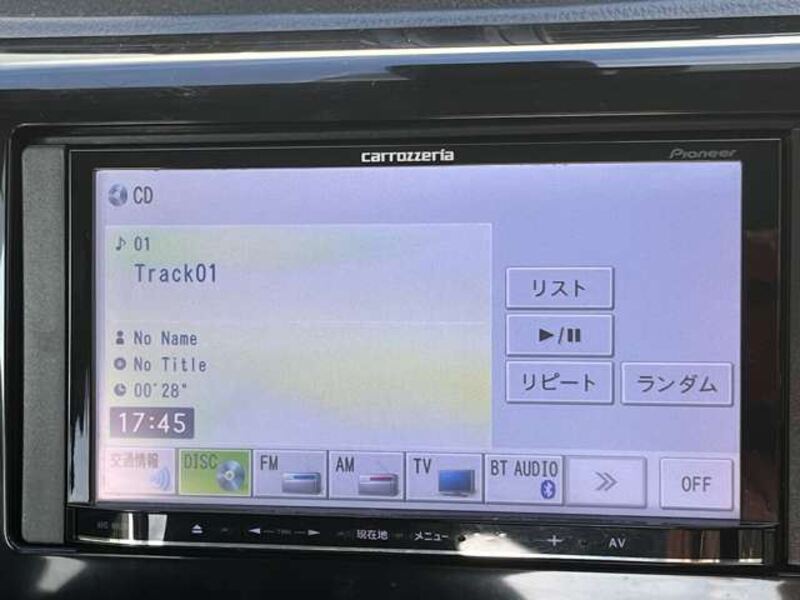 carrozzeria
Pioneer
CD
♪ 01
Track01
No Name
No Title
00'28"
17:45
リスト
▶/❚❚
リピート
ランダム
交通情報
DISC
FM
AM
TV
BT AUDIO
≫
OFF
現在地
メニュー
+
AV